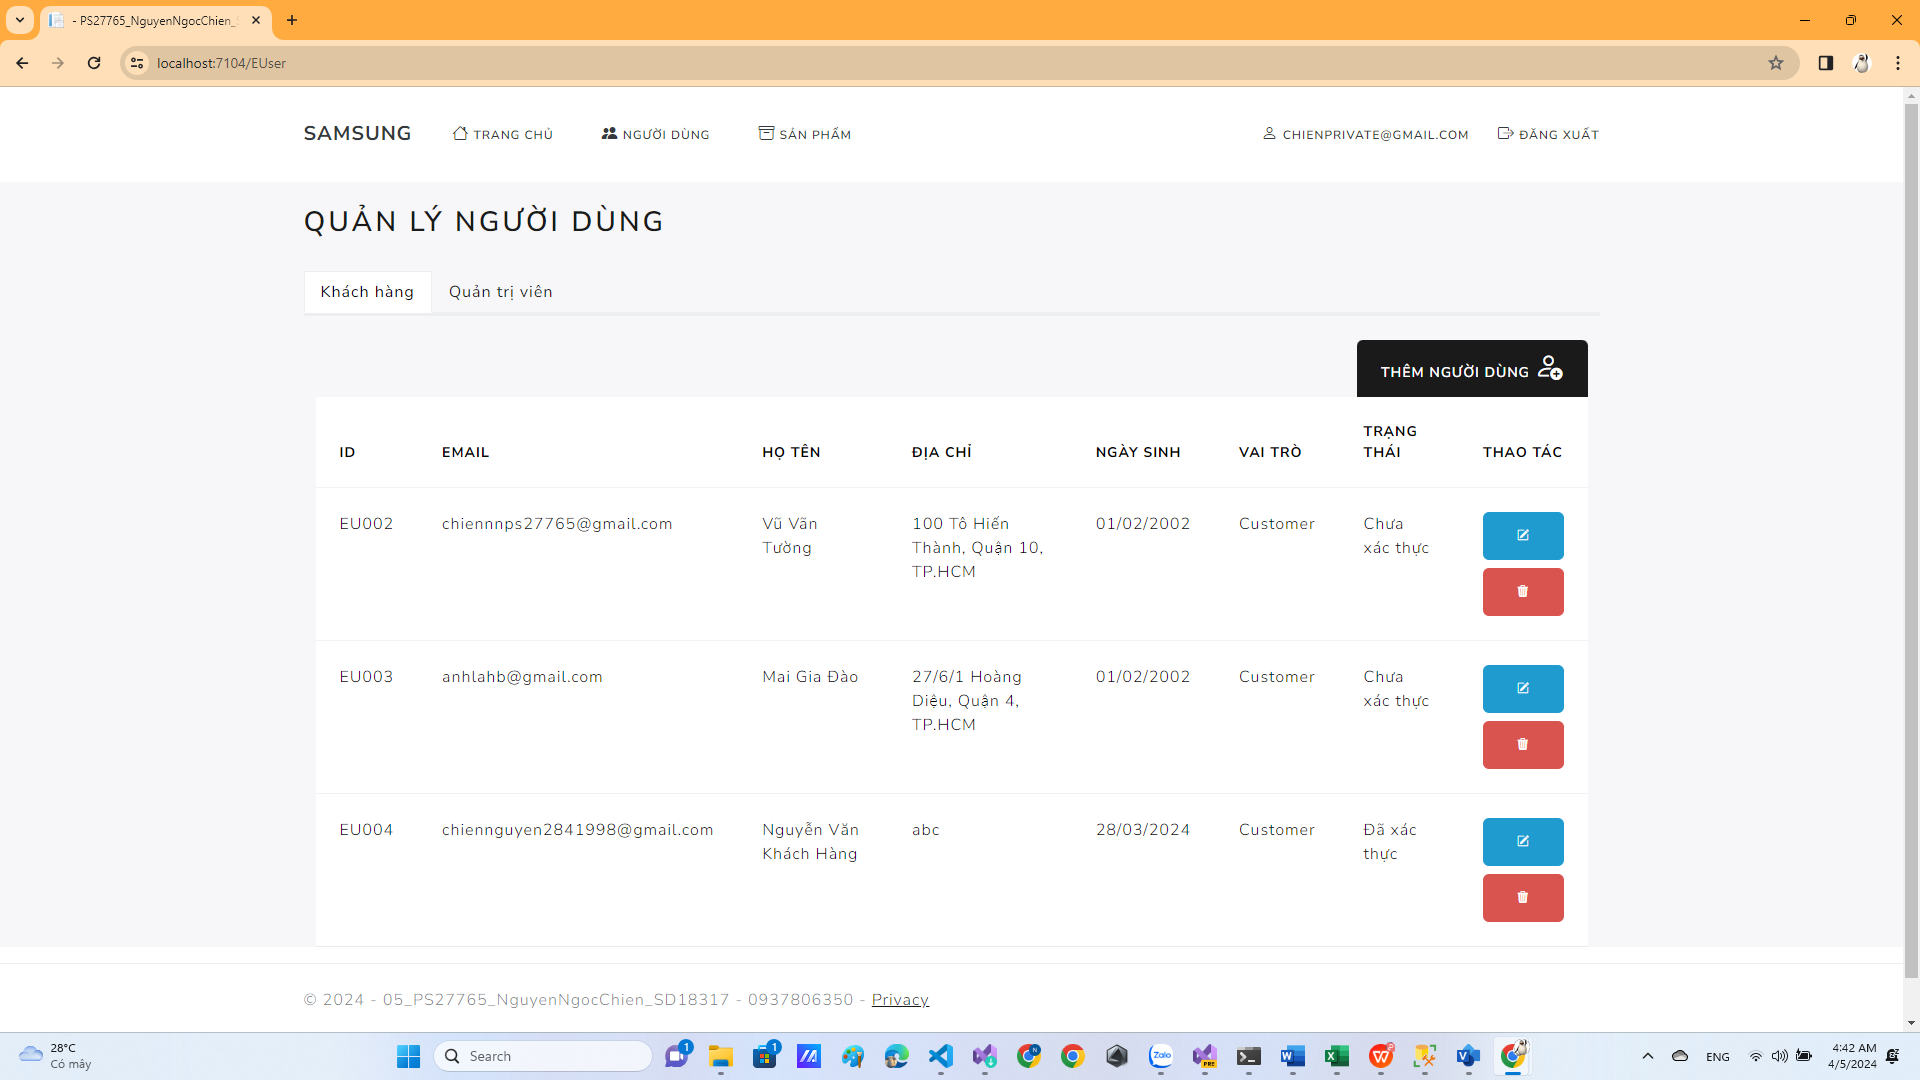 - PS27765_NguyenNgocChien_
localhost:7104/EUser
SAMSUNG TRANG CHỦ NGƯỜI DÙNG SẢN PHẨM CHIENPRIVATE@GMAIL.COM ĐĂNG XUẤT
QUẢN LÝ NGƯỜI DÙNG
Khách hàng Quản trị viên
THÊM NGƯỜI DÙNG
ID EMAIL HỌ TÊN ĐỊA CHỈ NGÀY SINH VAI TRÒ TRẠNG THÁI THAO TÁC
EU002 chiennnps27765@gmail.com Vũ Văn Tường 100 Tô Hiến Thành, Quận 10, TP.HCM 01/02/2002 Customer Chưa xác thực
EU003 anhlahb@gmail.com Mai Gia Đào 27/6/1 Hoàng Diệu, Quận 4, TP.HCM 01/02/2002 Customer Chưa xác thực
EU004 chiennguyen2841998@gmail.com Nguyễn Văn Khách Hàng abc 28/03/2024 Customer Đã xác thực
© 2024 - 05_PS27765_NguyenNgocChien_SD18317 - 0937806350 - Privacy
28°C
Có mây
Search
1
1
Zalo
PRE
ENG
4:42 AM
4/5/2024